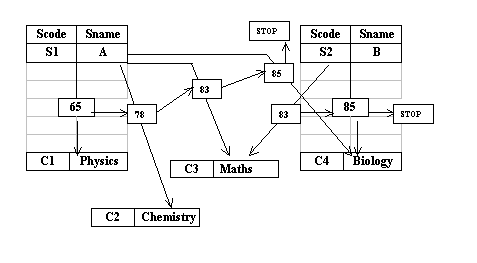 STOP
Scode Sname
S1 A
Scode Sname
S2 B
85
83
65
78
83
85
STOP
C1 Physics
C3 Maths
C4 Biology
C2 Chemistry